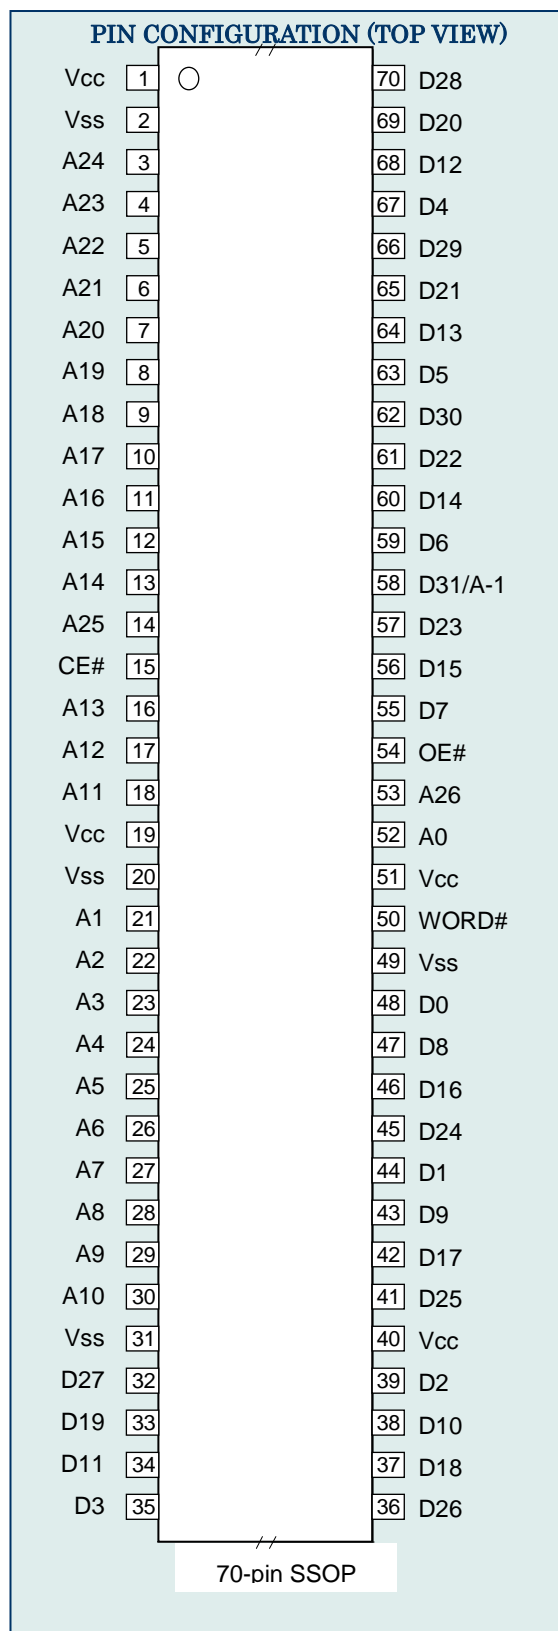 PIN CONFIGURATION (TOP VIEW)
Vcc 1 70 D28
Vss 2 69 D20
A24 3 68 D12
A23 4 67 D4
A22 5 66 D29
A21 6 65 D21
A20 7 64 D13
A19 8 63 D5
A18 9 62 D30
A17 10 61 D22
A16 11 60 D14
A15 12 59 D6
A14 13 58 D31/A-1
A25 14 57 D23
CE# 15 56 D15
A13 16 55 D7
A12 17 54 OE#
A11 18 53 A26
Vcc 19 52 A0
Vss 20 51 Vcc
A1 21 50 WORD#
A2 22 49 Vss
A3 23 48 D0
A4 24 47 D8
A5 25 46 D16
A6 26 45 D24
A7 27 44 D1
A8 28 43 D9
A9 29 42 D17
A10 30 41 D25
Vss 31 40 Vcc
D27 32 39 D2
D19 33 38 D10
D11 34 37 D18
D3 35 36 D26
70-pin SSOP